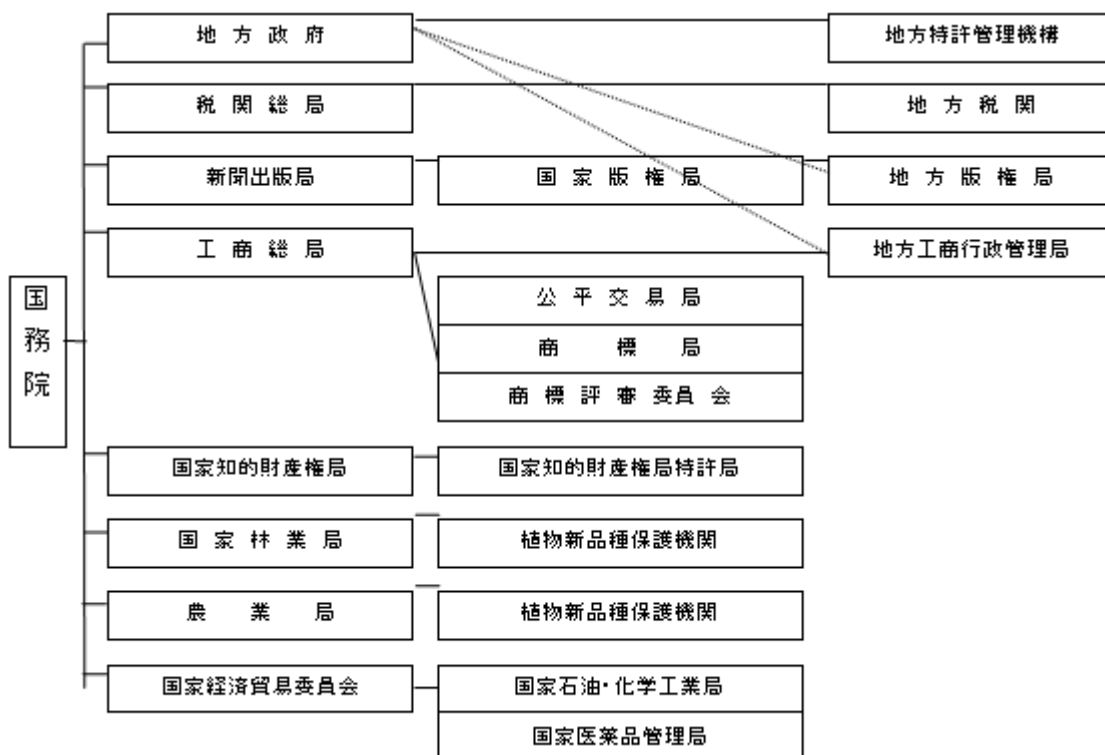 地方政府
地方特許管理機構
税関総局
地方税関
新聞出版局
国家版権局
地方版権局
工商総局
地方工商行政管理局
国務院
公平交易局
商標局
商標評審委員会
国家知的財産権局
国家知的財産権局特許局
国家林業局
植物新品種保護機関
農業局
植物新品種保護機関
国家経済貿易委員会
国家石油・化学工業局
国家医薬品管理局